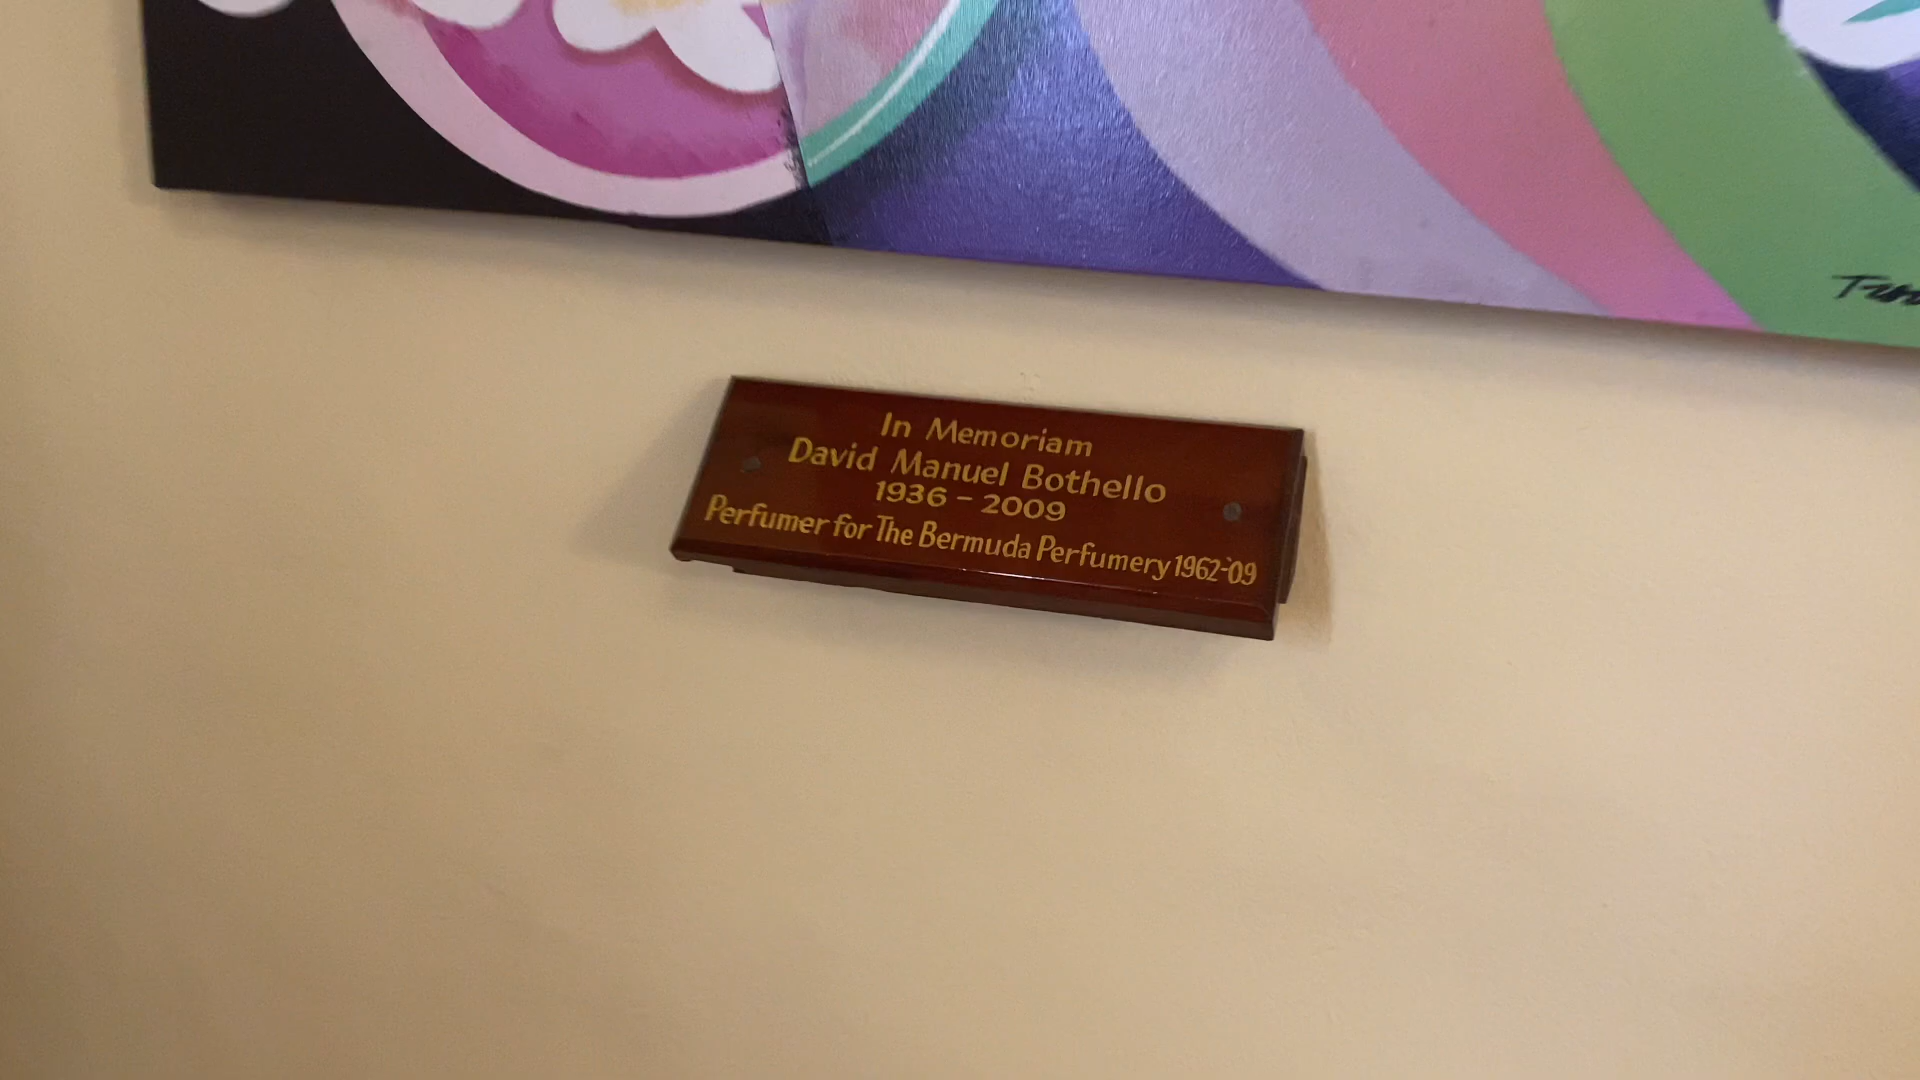 In Memoriam
David Manuel Bothello
1936 - 2009
Perfumer for The Bermuda Perfumery 1962-09